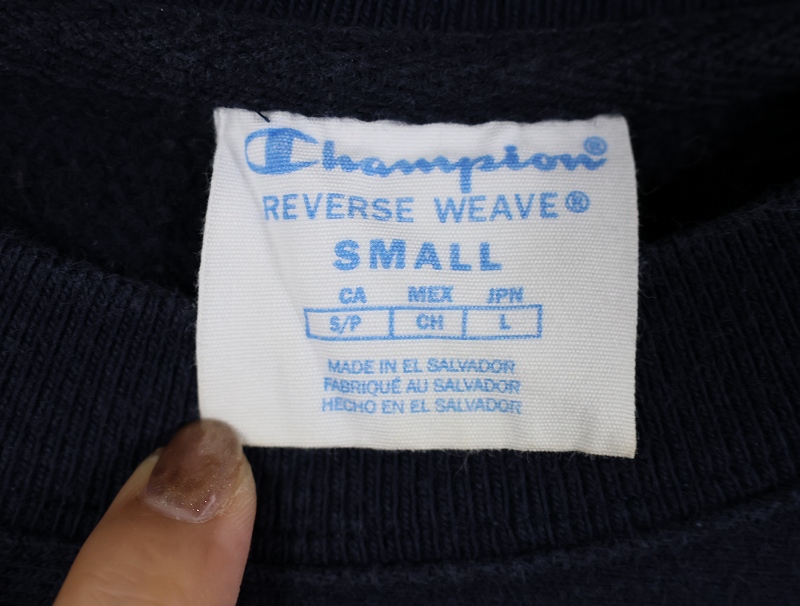 Champion®
REVERSE WEAVE®
SMALL
CA MEX JPN
S/P CH L
MADE IN EL SALVADOR
FABRIQUÉ AU SALVADOR
HECHO EN EL SALVADOR